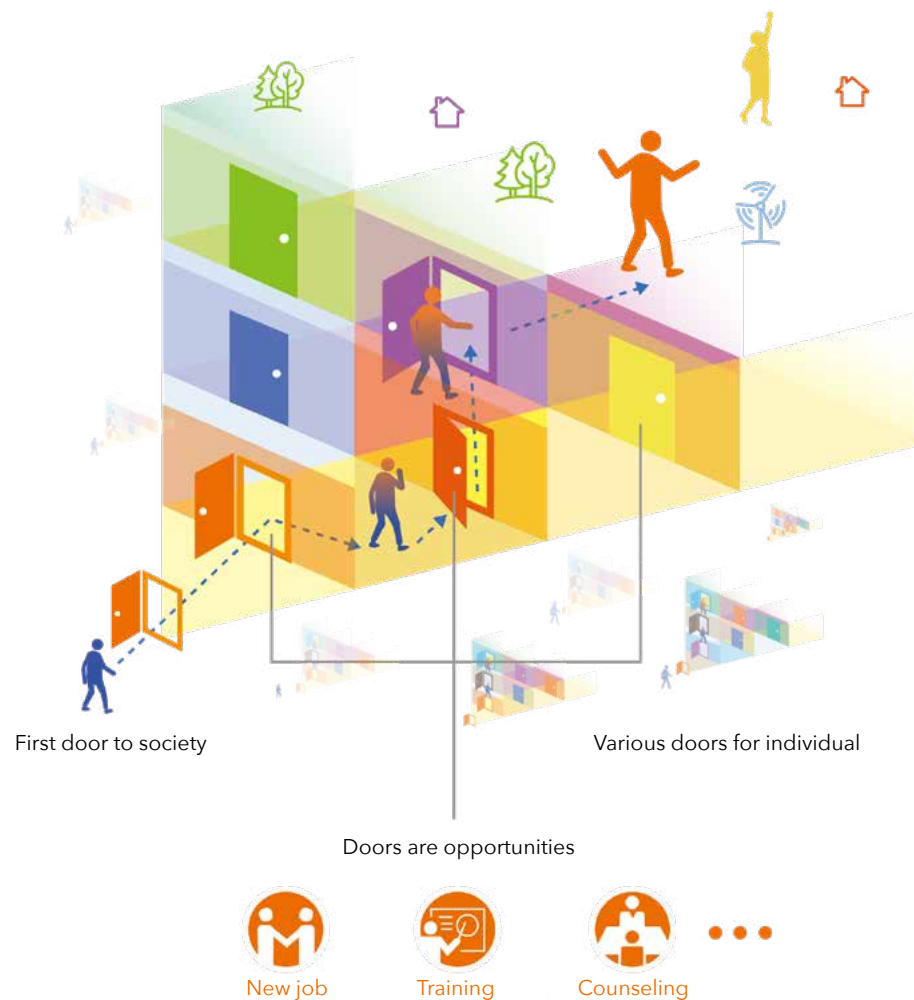 First door to society
Various doors for individual
Doors are opportunities
New job
Training
Counseling